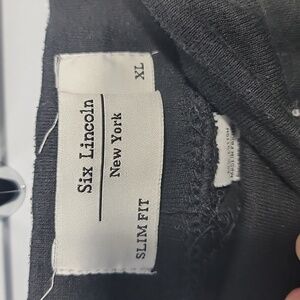 XL
Six Lincoln
New York
SLIM FIT